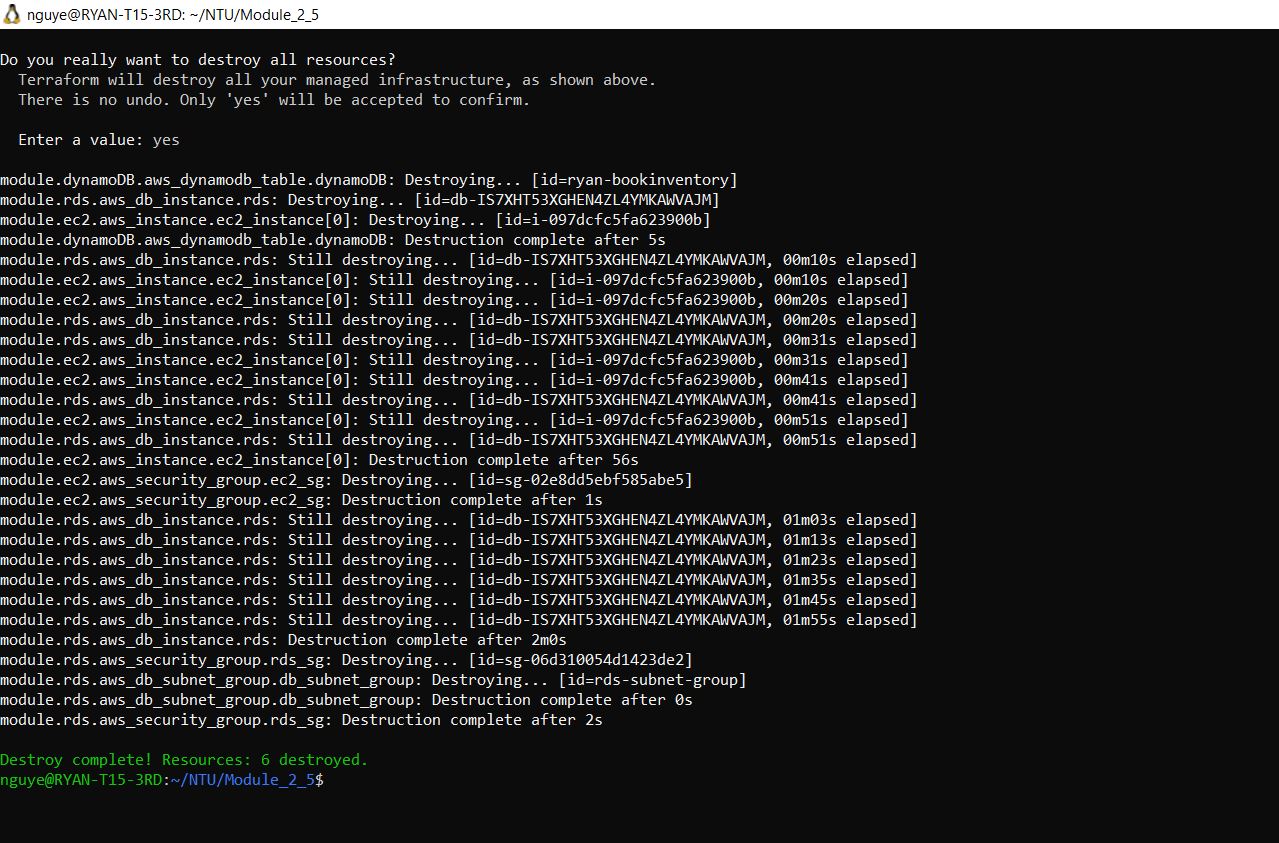 nguye@RYAN-T15-3RD: ~/NTU/Module_2_5
Do you really want to destroy all resources?
  Terraform will destroy all your managed infrastructure, as shown above.
  There is no undo. Only 'yes' will be accepted to confirm.
  Enter a value: yes
module.dynamoDB.aws_dynamodb_table.dynamoDB: Destroying... [id=ryan-bookinventory]
module.rds.aws_db_instance.rds: Destroying... [id=db-IS7XHT53XGHEN4ZL4YMKAWVAJM]
module.ec2.aws_instance.ec2_instance[0]: Destroying... [id=i-097dcfc5fa623900b]
module.dynamoDB.aws_dynamodb_table.dynamoDB: Destruction complete after 5s
module.rds.aws_db_instance.rds: Still destroying... [id=db-IS7XHT53XGHEN4ZL4YMKAWVAJM, 00m10s elapsed]
module.ec2.aws_instance.ec2_instance[0]: Still destroying... [id=i-097dcfc5fa623900b, 00m10s elapsed]
module.ec2.aws_instance.ec2_instance[0]: Still destroying... [id=i-097dcfc5fa623900b, 00m20s elapsed]
module.rds.aws_db_instance.rds: Still destroying... [id=db-IS7XHT53XGHEN4ZL4YMKAWVAJM, 00m20s elapsed]
module.rds.aws_db_instance.rds: Still destroying... [id=db-IS7XHT53XGHEN4ZL4YMKAWVAJM, 00m31s elapsed]
module.ec2.aws_instance.ec2_instance[0]: Still destroying... [id=i-097dcfc5fa623900b, 00m31s elapsed]
module.ec2.aws_instance.ec2_instance[0]: Still destroying... [id=i-097dcfc5fa623900b, 00m41s elapsed]
module.rds.aws_db_instance.rds: Still destroying... [id=db-IS7XHT53XGHEN4ZL4YMKAWVAJM, 00m41s elapsed]
module.ec2.aws_instance.ec2_instance[0]: Still destroying... [id=i-097dcfc5fa623900b, 00m51s elapsed]
module.rds.aws_db_instance.rds: Still destroying... [id=db-IS7XHT53XGHEN4ZL4YMKAWVAJM, 00m51s elapsed]
module.ec2.aws_instance.ec2_instance[0]: Destruction complete after 56s
module.ec2.aws_security_group.ec2_sg: Destroying... [id=sg-02e8dd5ebf585abe5]
module.ec2.aws_security_group.ec2_sg: Destruction complete after 1s
module.rds.aws_db_instance.rds: Still destroying... [id=db-IS7XHT53XGHEN4ZL4YMKAWVAJM, 01m03s elapsed]
module.rds.aws_db_instance.rds: Still destroying... [id=db-IS7XHT53XGHEN4ZL4YMKAWVAJM, 01m13s elapsed]
module.rds.aws_db_instance.rds: Still destroying... [id=db-IS7XHT53XGHEN4ZL4YMKAWVAJM, 01m23s elapsed]
module.rds.aws_db_instance.rds: Still destroying... [id=db-IS7XHT53XGHEN4ZL4YMKAWVAJM, 01m35s elapsed]
module.rds.aws_db_instance.rds: Still destroying... [id=db-IS7XHT53XGHEN4ZL4YMKAWVAJM, 01m45s elapsed]
module.rds.aws_db_instance.rds: Still destroying... [id=db-IS7XHT53XGHEN4ZL4YMKAWVAJM, 01m55s elapsed]
module.rds.aws_db_instance.rds: Destruction complete after 2m0s
module.rds.aws_security_group.rds_sg: Destroying... [id=sg-06d310054d1423de2]
module.rds.aws_db_subnet_group.db_subnet_group: Destroying... [id=rds-subnet-group]
module.rds.aws_db_subnet_group.db_subnet_group: Destruction complete after 0s
module.rds.aws_security_group.rds_sg: Destruction complete after 2s
Destroy complete! Resources: 6 destroyed.
nguye@RYAN-T15-3RD:~/NTU/Module_2_5$